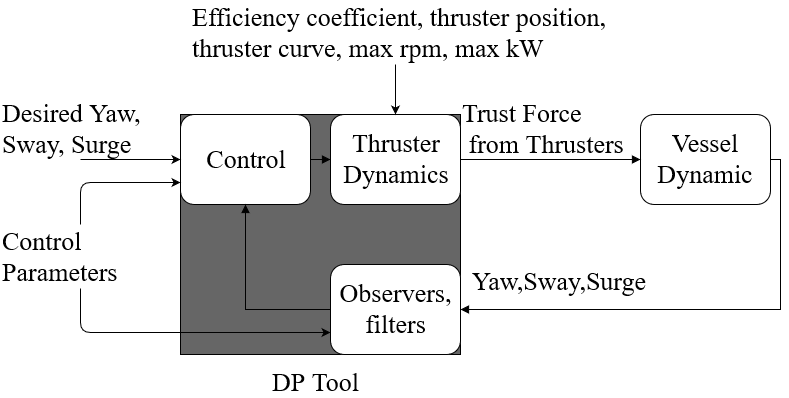 Efficiency coefficient, thruster position,
thruster curve, max rpm, max kW
Desired Yaw,
Sway, Surge
Control
Thruster
Dynamics
Trust Force
from Thrusters
Vessel
Dynamic
Control
Parameters
Observers,
filters
Yaw,Sway,Surge
DP Tool